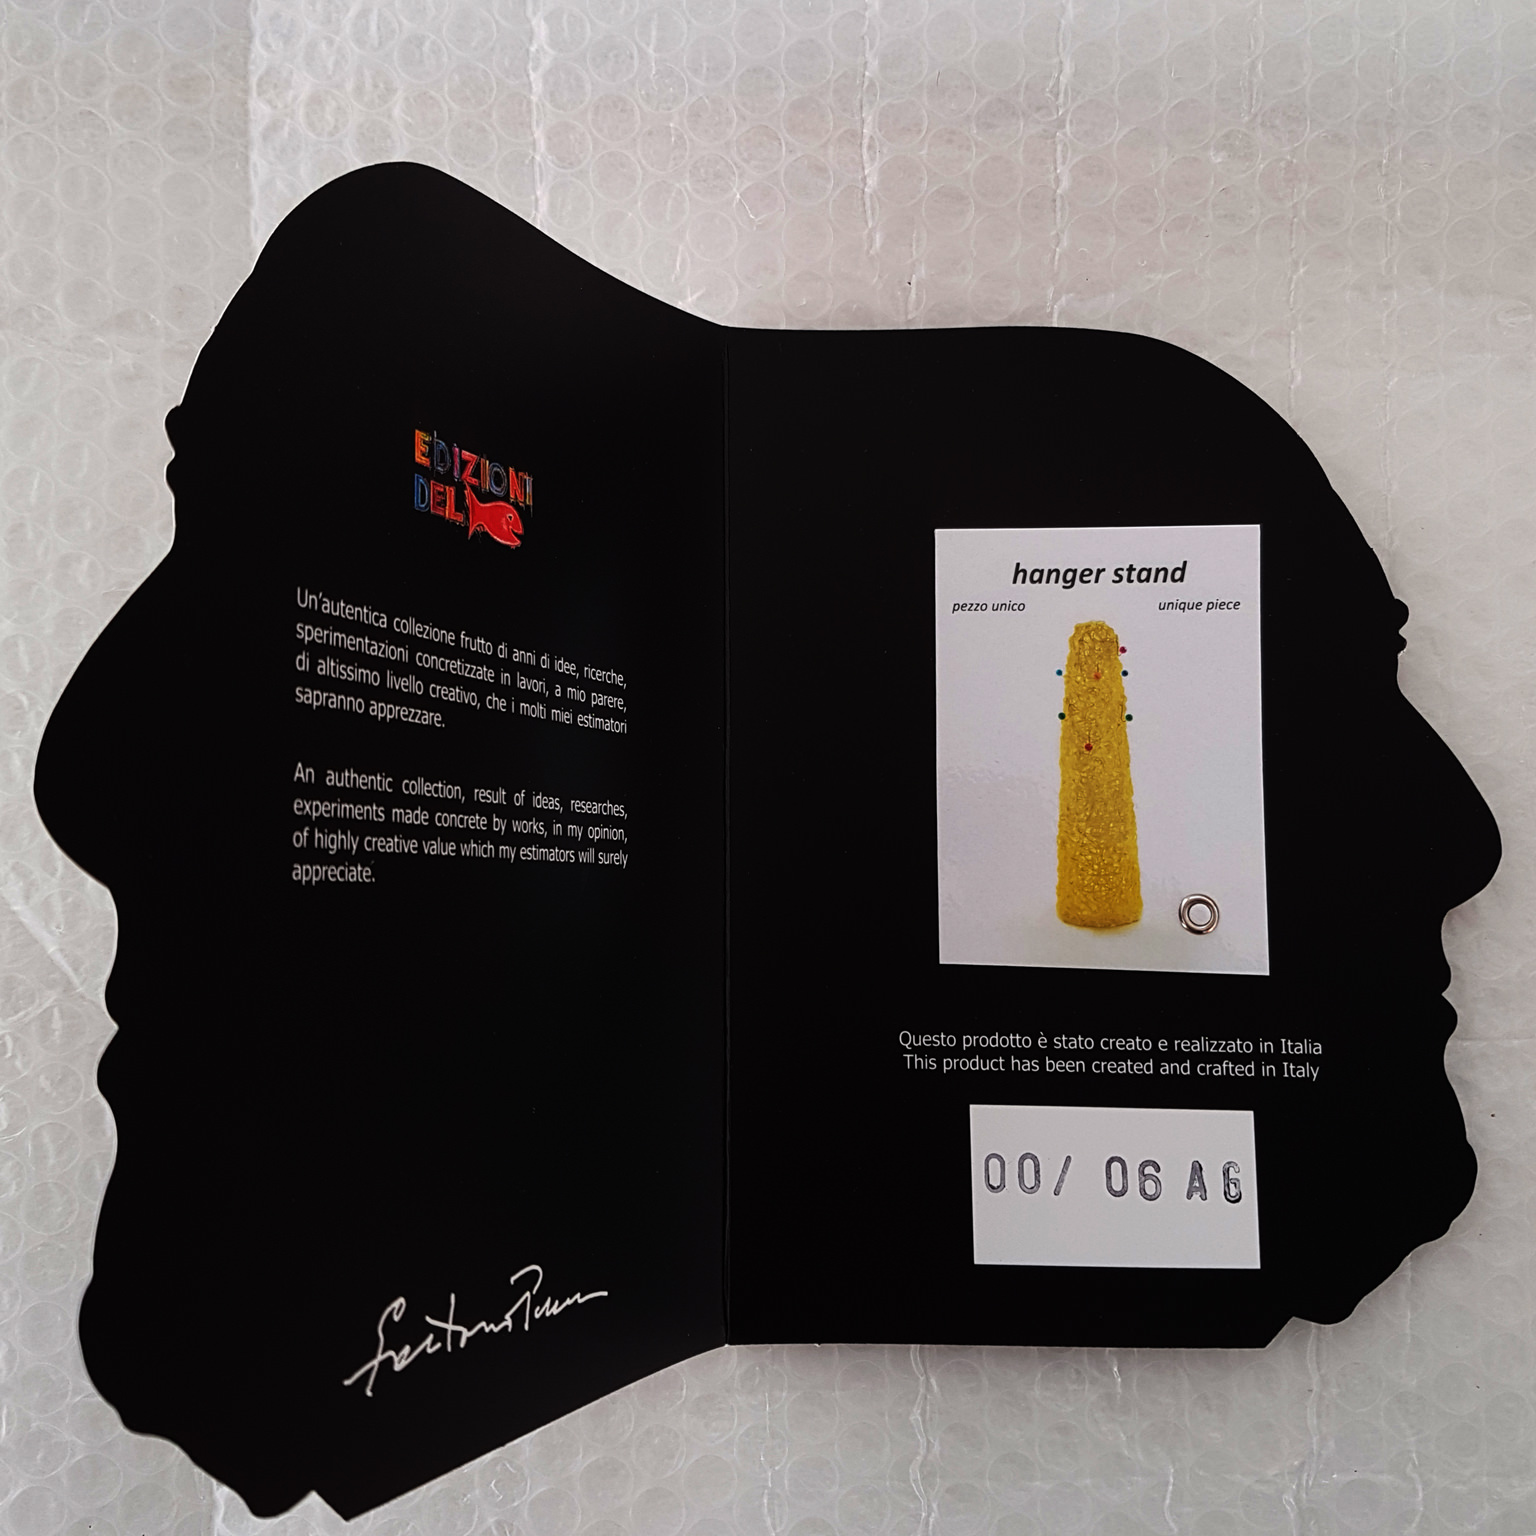 EDIZIONI
DEL
Un'autentica collezione frutto di anni di idee, ricerche,
sperimentazioni concretizzate in lavori, a mio parere,
di altissimo livello creativo, che i molti miei estimatori
sapranno apprezzare.
An authentic collection, result of ideas, researches,
experiments made concrete by works, in my opinion,
of highly creative value which my estimators will surely
appreciate.
Gaetano Pesce
hanger stand
pezzo unico unique piece
Questo prodotto è stato creato e realizzato in Italia
This product has been created and crafted in Italy
00/ 06 AG